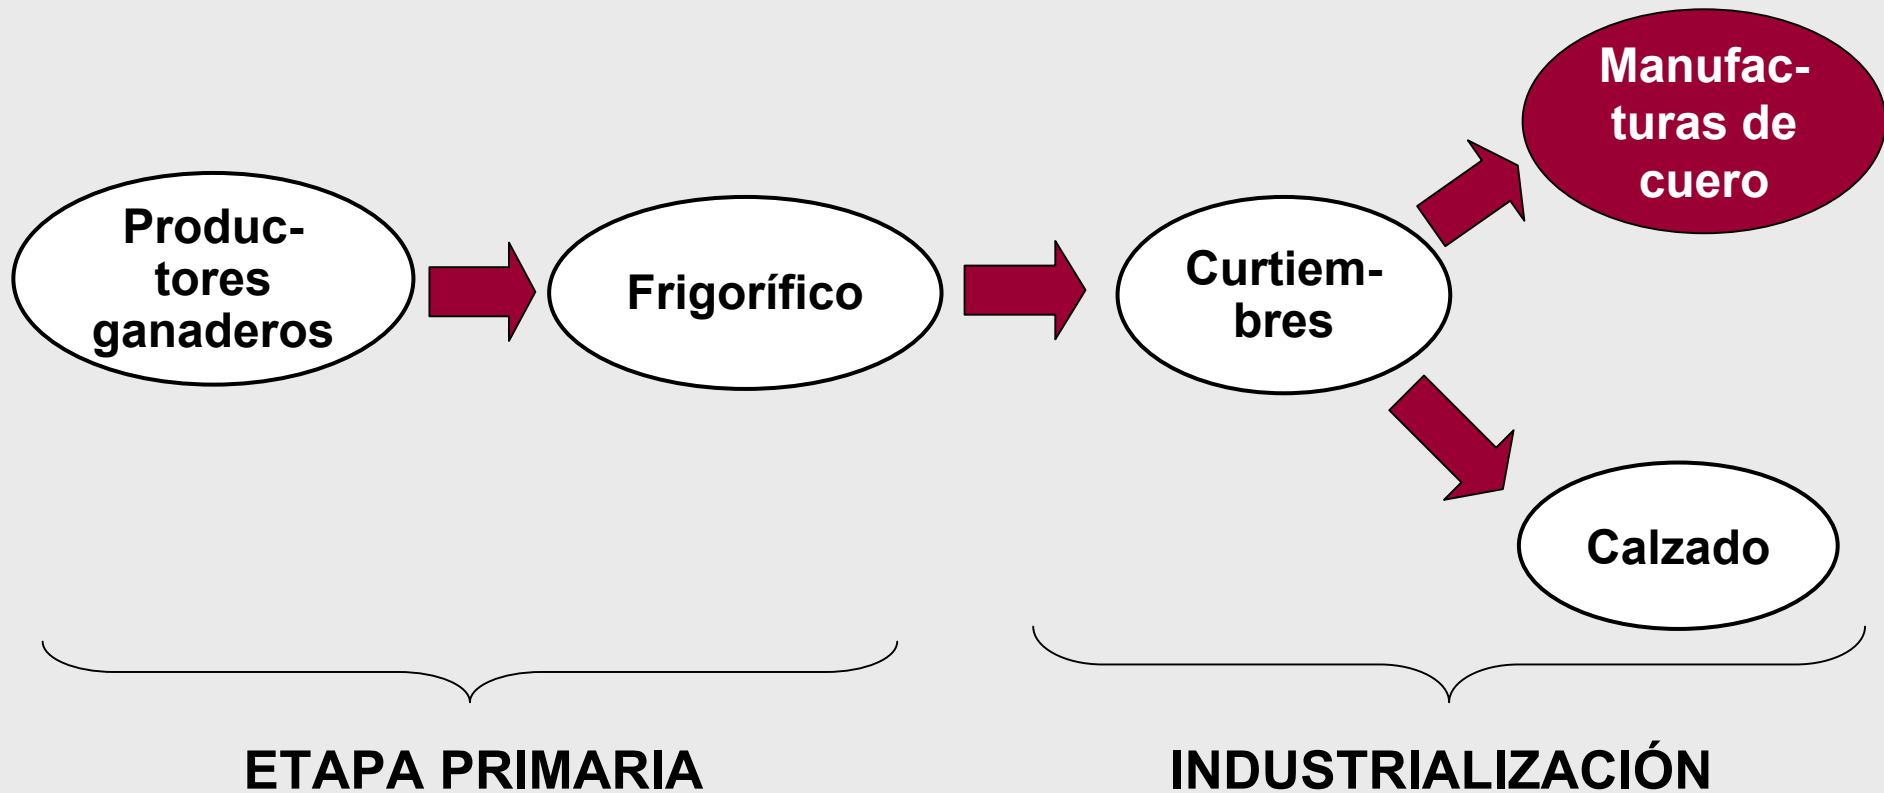 Produc-
tores
ganaderos
Frigorífico
Curtiem-
bres
Manufac-
turas de
cuero
Calzado
ETAPA PRIMARIA
INDUSTRIALIZACIÓN